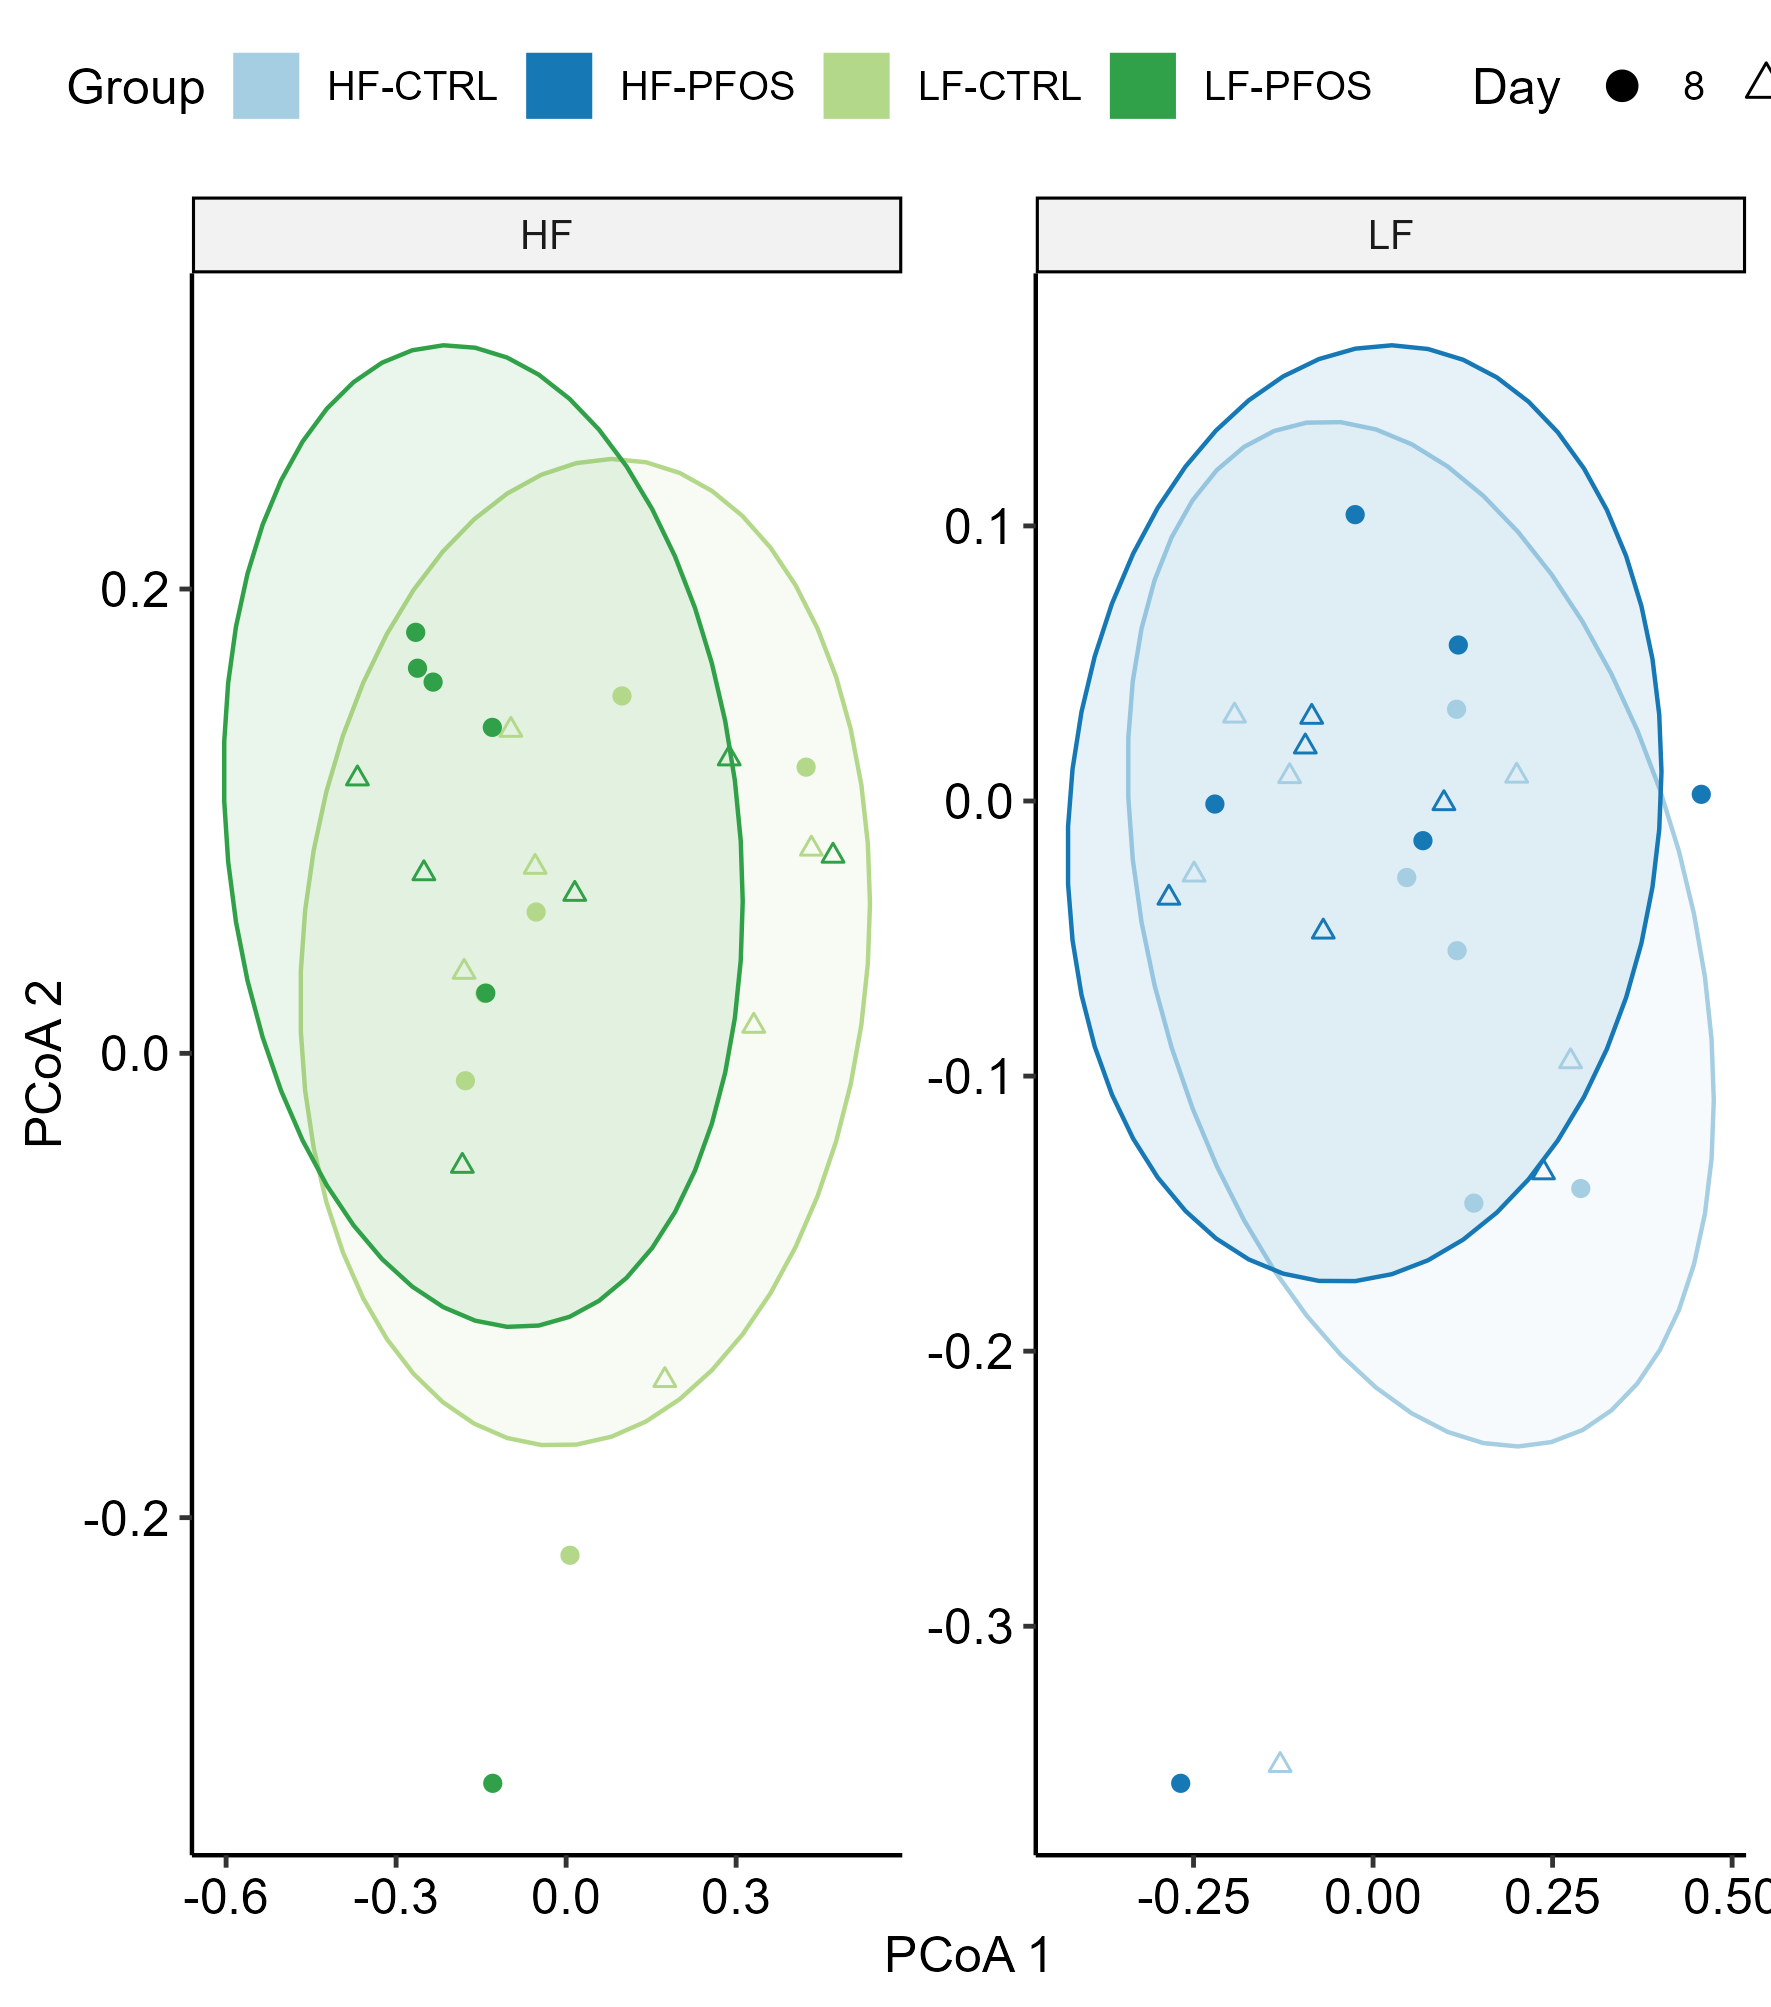 Group HF-CTRL HF-PFOS LF-CTRL LF-PFOS Day 8
HF LF
0.2
0.0
-0.2
PCoA 2
0.1
0.0
-0.1
-0.2
-0.3
-0.6 -0.3 0.0 0.3
-0.25 0.00 0.25 0.50
PCoA 1